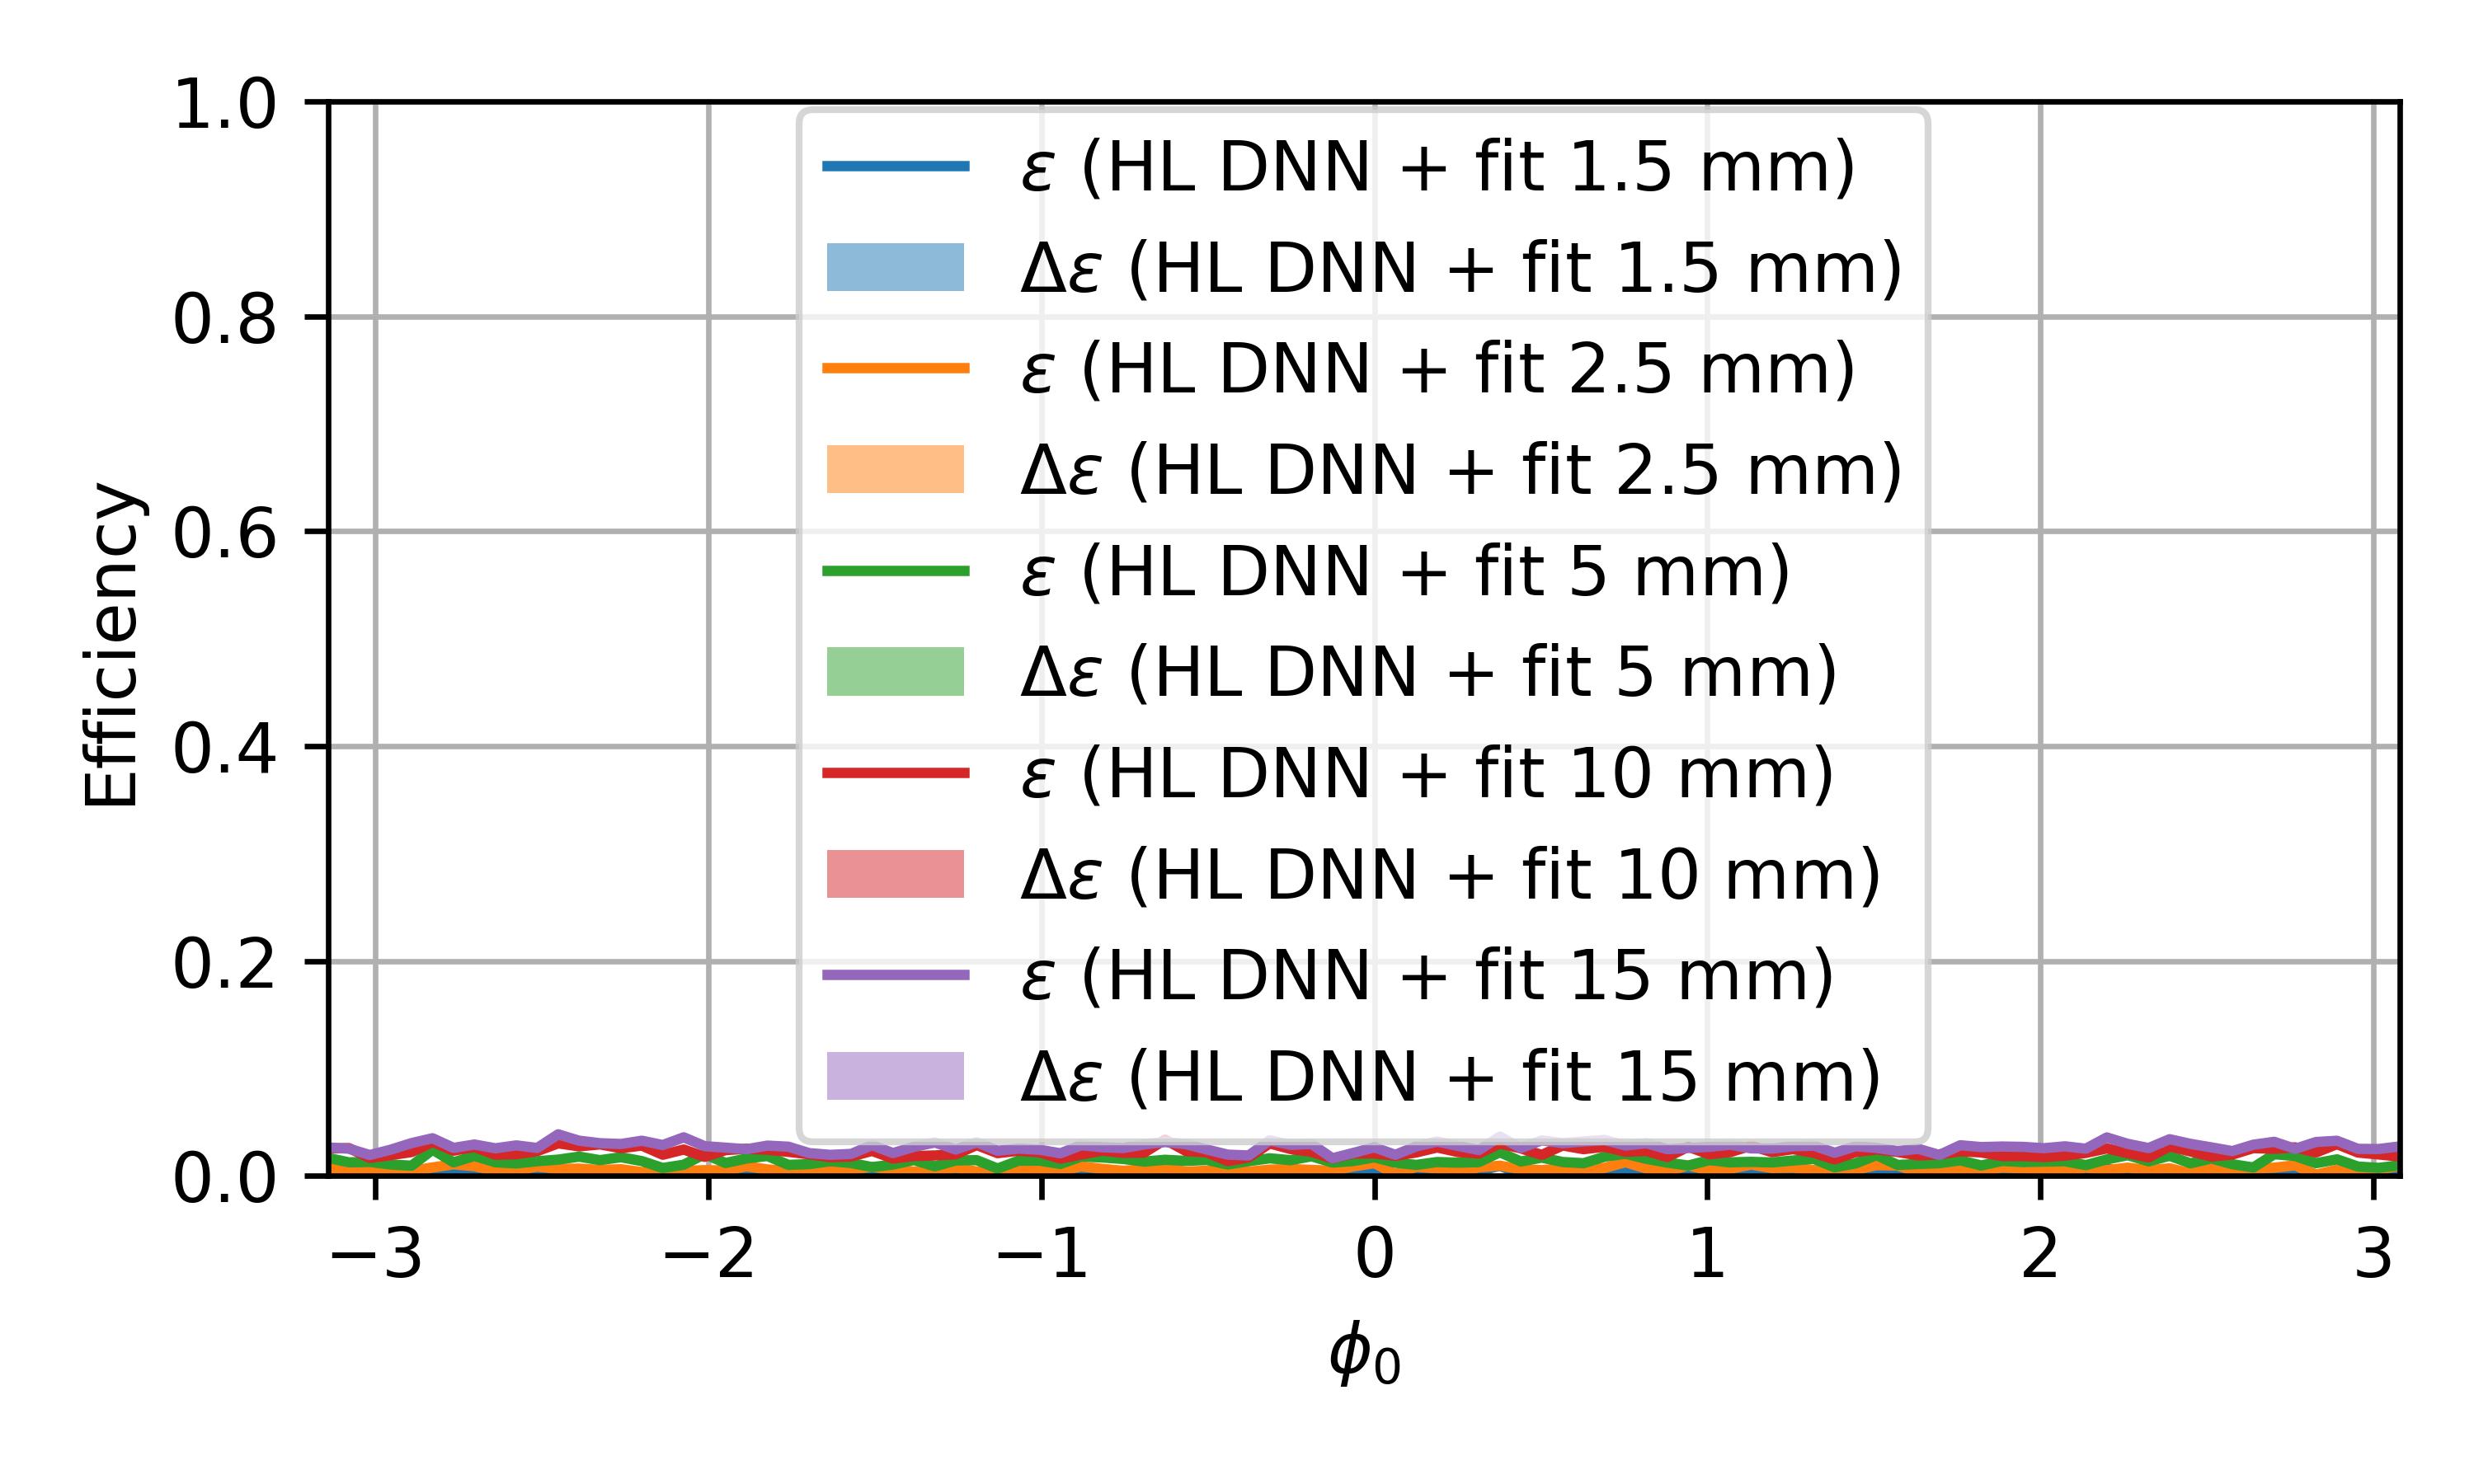 1.0
0.8
0.6
0.4
0.2
0.0
Efficiency
ε (HL DNN + fit 1.5 mm)
Δε (HL DNN + fit 1.5 mm)
ε (HL DNN + fit 2.5 mm)
Δε (HL DNN + fit 2.5 mm)
ε (HL DNN + fit 5 mm)
Δε (HL DNN + fit 5 mm)
ε (HL DNN + fit 10 mm)
Δε (HL DNN + fit 10 mm)
ε (HL DNN + fit 15 mm)
Δε (HL DNN + fit 15 mm)
−3 −2 −1 0 1 2 3
ϕ₀